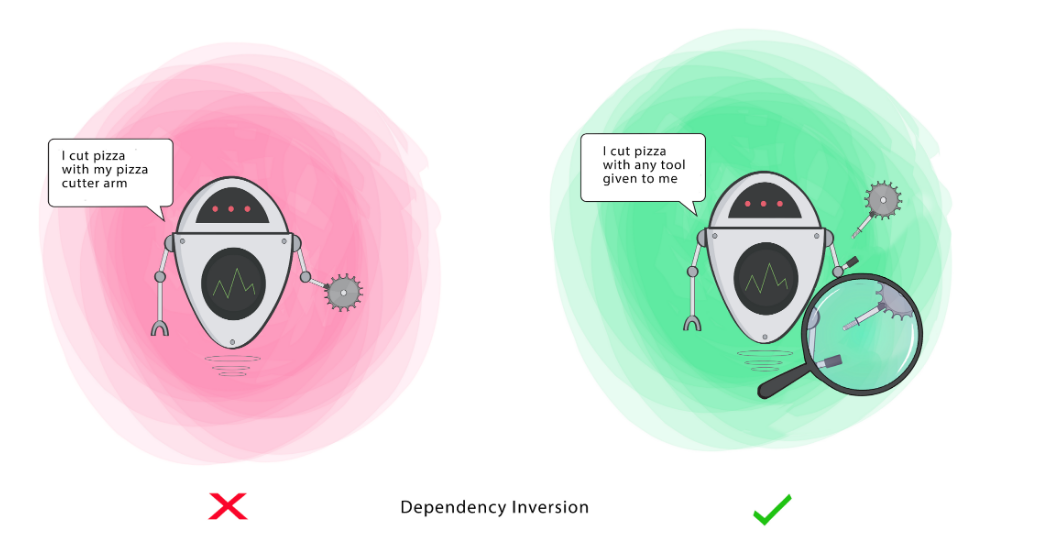 I cut pizza
with my pizza
cutter arm
I cut pizza
with any tool
given to me
Dependency Inversion